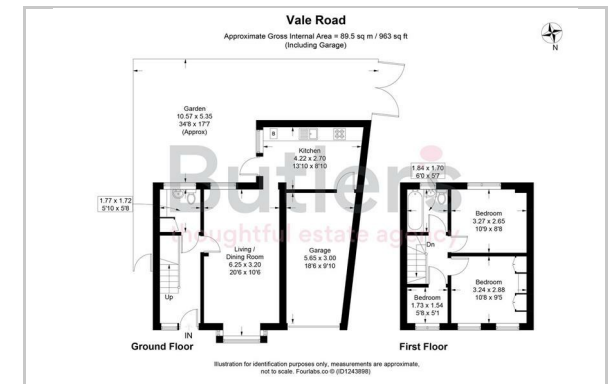 Vale Road
Approximate Gross Internal Area = 89.5 sq m / 963 sq ft
(Including Garage)
N
Garden
10.57 x 5.35
34'8 x 17'7
(Approx)
B
Kitchen
4.22 x 2.70
13'10 x 8'10
1.77 x 1.72
5'10 x 5'8
1.84 x 1.70
6'0 x 5'7
Butlers
thoughtful estate agency
Bedroom
3.27 x 2.65
10'9 x 8'8
Living /
Dining Room
6.25 x 3.20
20'6 x 10'6
Garage
5.65 x 3.00
18'6 x 9'10
Dn
Bedroom
3.24 x 2.88
10'8 x 9'5
Up
Bedroom
1.73 x 1.54
5'8 x 5'1
IN
Ground Floor
First Floor
Illustration for identification purposes only, measurements are approximate,
not to scale. Fourlabs.co © (ID1243898)